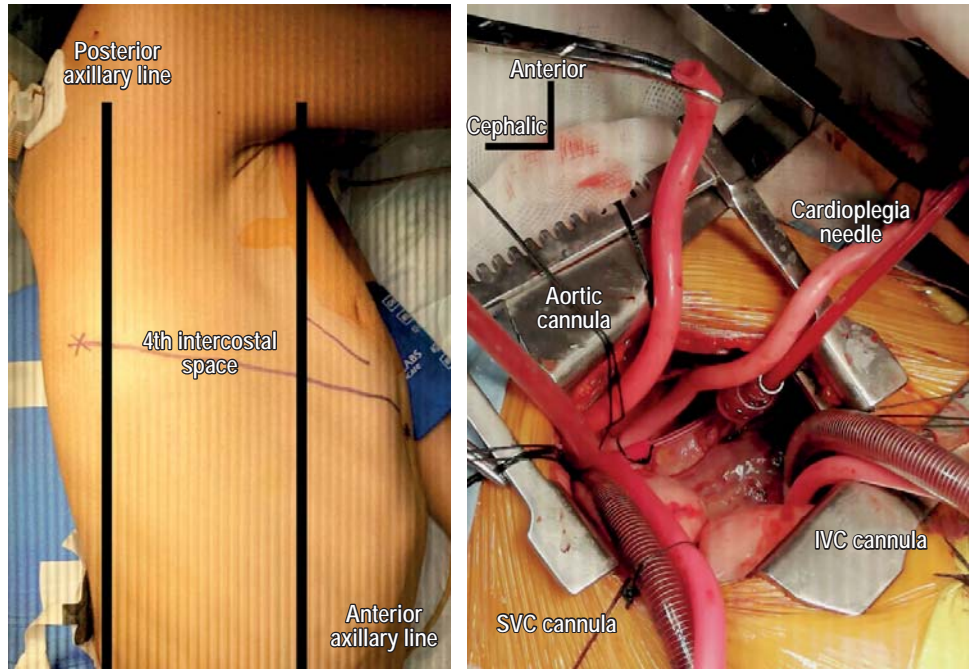 Posterior
axillary line
4th intercostal
space
Anterior
axillary line
Anterior
Cephalic
Cardioplegia
needle
Aortic
cannula
IVC cannula
SVC cannula